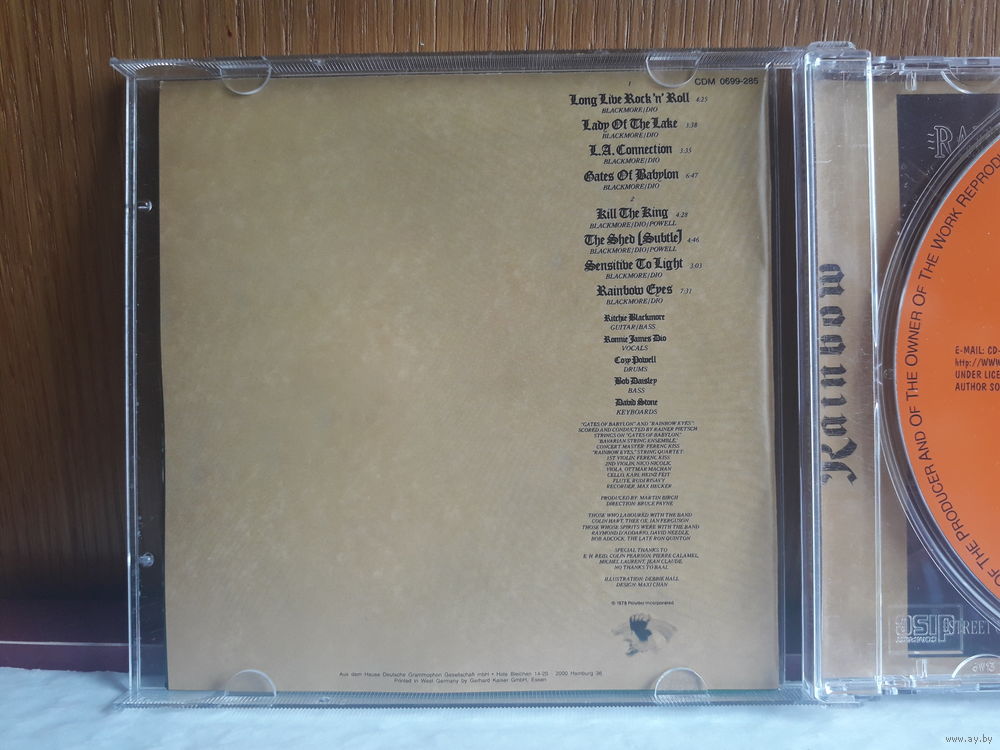 CDM 0699-285
1
Long Live Rock 'n' Roll 4:25
BLACKMORE/DIO
Lady Of The Lake 3:38
BLACKMORE/DIO
L.A. Connection 3:35
BLACKMORE/DIO
Gates Of Babylon 6:47
BLACKMORE/DIO
2
Kill The King 4:28
BLACKMORE/DIO/POWELL
The Shed (Subtle) 4:46
BLACKMORE/DIO/POWELL
Sensitive To Light 3:03
BLACKMORE/DIO
Rainbow Eyes 7:31
BLACKMORE/DIO
Ritchie Blackmore
GUITAR/BASS
Ronnie James Dio
VOCALS
Cozy Powell
DRUMS
Bob Daisley
BASS
David Stone
KEYBOARDS
"GATES OF BABYLON" AND "RAINBOW EYES":
SCORED AND CONDUCTED BY RAINER PIETSCH
STRINGS ON "GATES OF BABYLON"
BAVARIAN STRING ENSEMBLE,
CONCERT MASTER: FERENC KISS
"RAINBOW EYES," STRING QUARTET:
1ST VIOLIN, FERENC KISS
2ND VIOLIN, NICO NICOLIC
VIOLA, OTTMAR MACHAN
CELLO, KARL HEINZ FEIT
FLUTE, RUDI RISAVY
RECORDER, MAX HECKER
PRODUCED BY: MARTIN BIRCH
DIRECTION: BRUCE PAYNE
THOSE WHO LABOURED WITH THE BAND
COLIN HART, THEE OX, IAN FERGUSON
THOSE WHOSE SPIRITS WERE WITH THE BAND
RAYMOND D'ADDARIO, DAVID NEEDLE,
BOB ADCOCK, THE LATE RON QUINTON
SPECIAL THANKS TO
COLIN PEARSON, PIERRE CALAMEL,
MICHEL LAURENT, JEAN CLAUDE,
NO THANKS TO BAAL
ILLUSTRATION: DEBBIE HALL
DESIGN: MAXI CHAN
© 1978 Incorporated
Aus dem Hause Deutsche Grammophon Gesellschaft mbH • Hohe Bleichen 14-20 2000 Hamburg 36
Printed in West Germany by Gerhard Kaiser GmbH, Essen
Rainbow
RA
OF THE PRODUCER AND OF THE OWNER OF THE WORK REPROD
E-MAIL: CD-
http://WWW
UNDER LICE
AUTHOR SO
STREET
www.ay.by